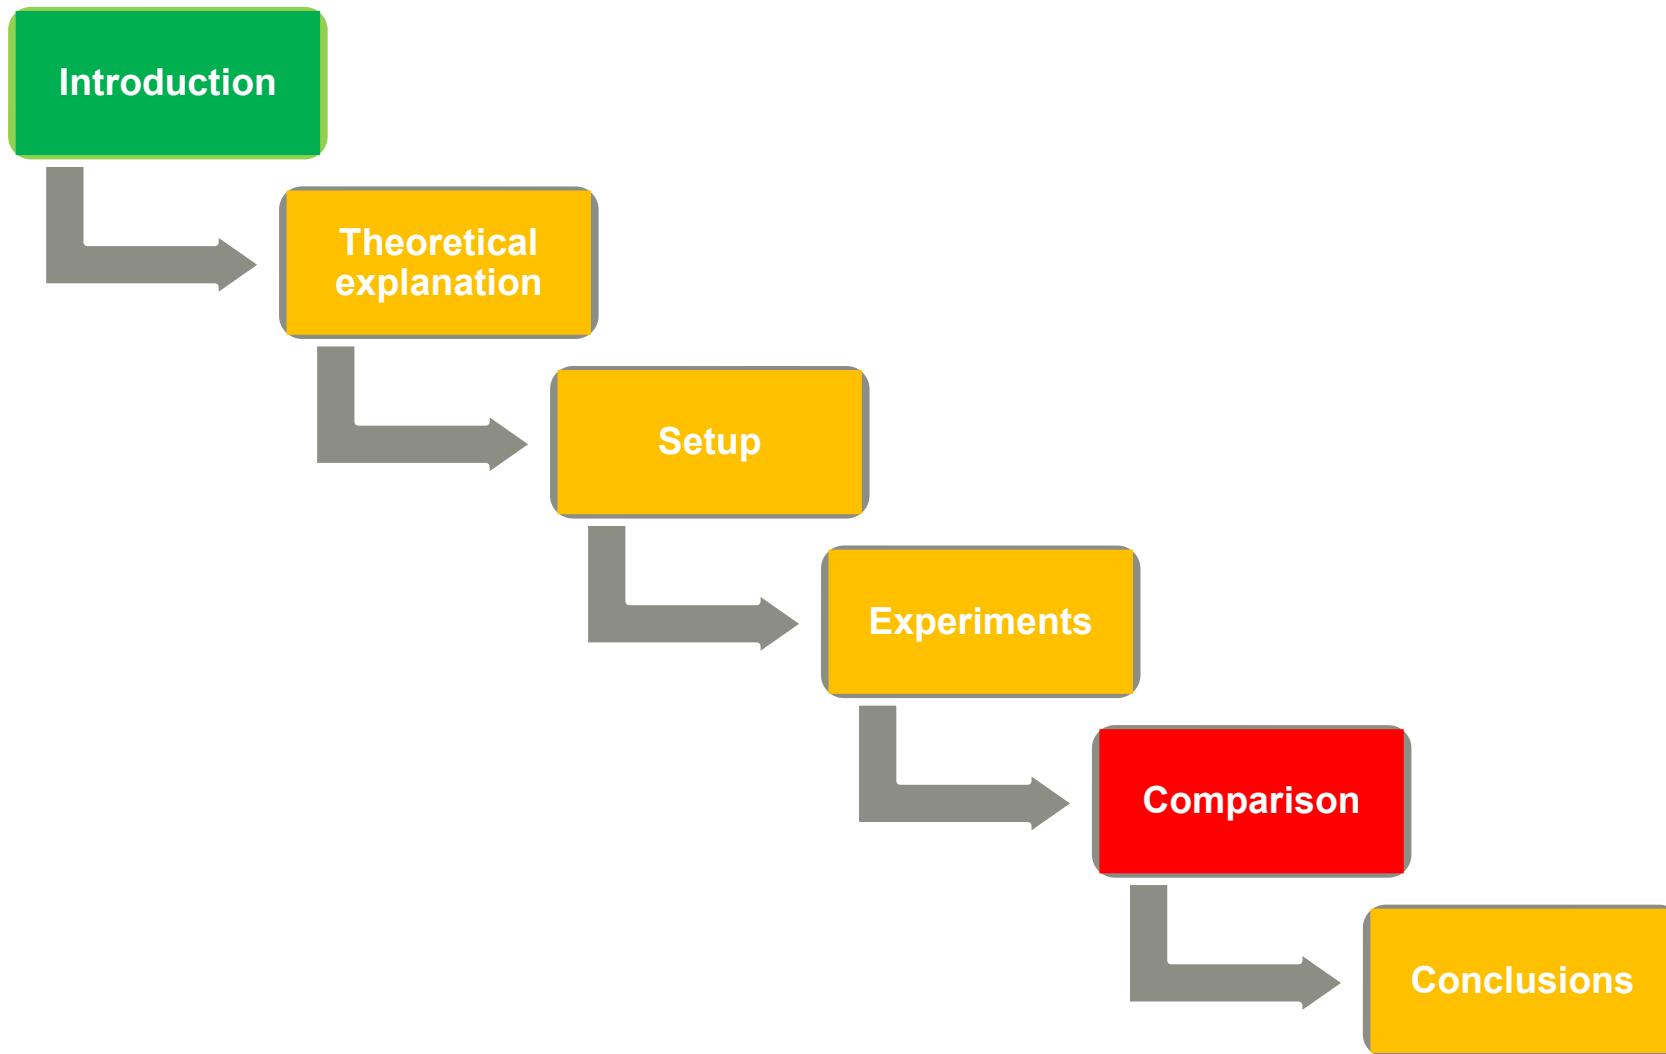 Introduction
Theoretical
explanation
Setup
Experiments
Comparison
Conclusions